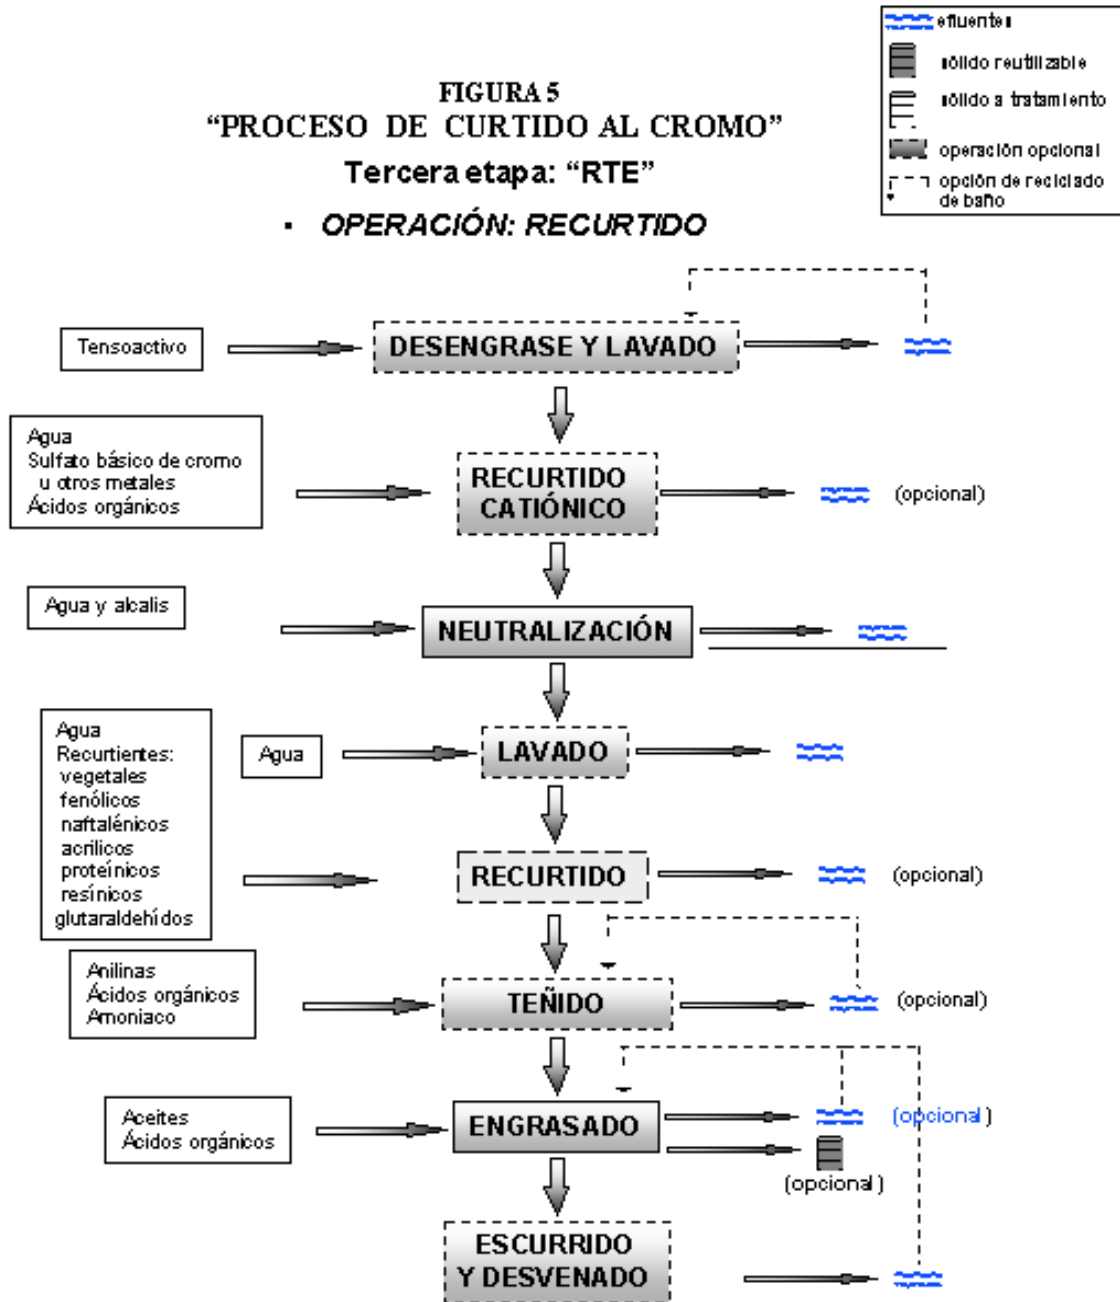 efluentes
sólido reutilizable
sólido a tratamiento
operación opcional
opción de reciclado
de baño
FIGURA 5
“PROCESO DE CURTIDO AL CROMO”
Tercera etapa: “RTE”
• OPERACIÓN: RECURTIDO
Tensoactivo
DESENGRASE Y LAVADO
Agua
Sulfato básico de cromo
u otros metales
Ácidos orgánicos
RECURTIDO
CATIÓNICO
(opcional)
Agua y alcalis
NEUTRALIZACIÓN
Agua
Recurtientes:
vegetales
fenólicos
naftalénicos
acrilicos
proteínicos
resínicos
glutaraldehídos
Agua
LAVADO
RECURTIDO
(opcional)
Anilinas
Ácidos orgánicos
Amoniaco
TEÑIDO
(opcional)
Aceites
Ácidos orgánicos
ENGRASADO
(opcional)
(opcional)
ESCURRIDO
Y DESVENADO